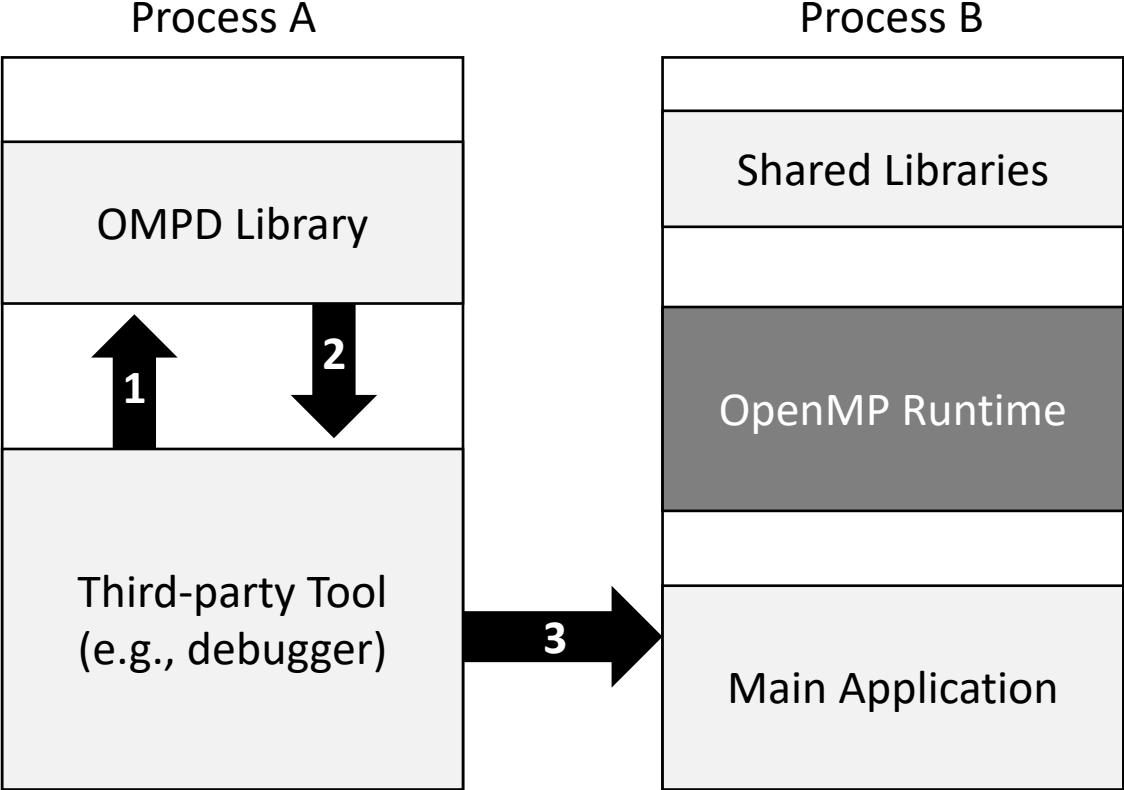 Process A
Process B
OMPD Library
Shared Libraries
1
2
OpenMP Runtime
Third-party Tool
(e.g., debugger)
3
Main Application